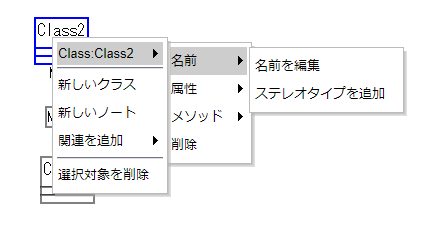 Class2
Class:Class2
名前
名前を編集
新しいクラス
属性
ステレオタイプを追加
新しいノート
メソッド
関連を追加
削除
選択対象を削除